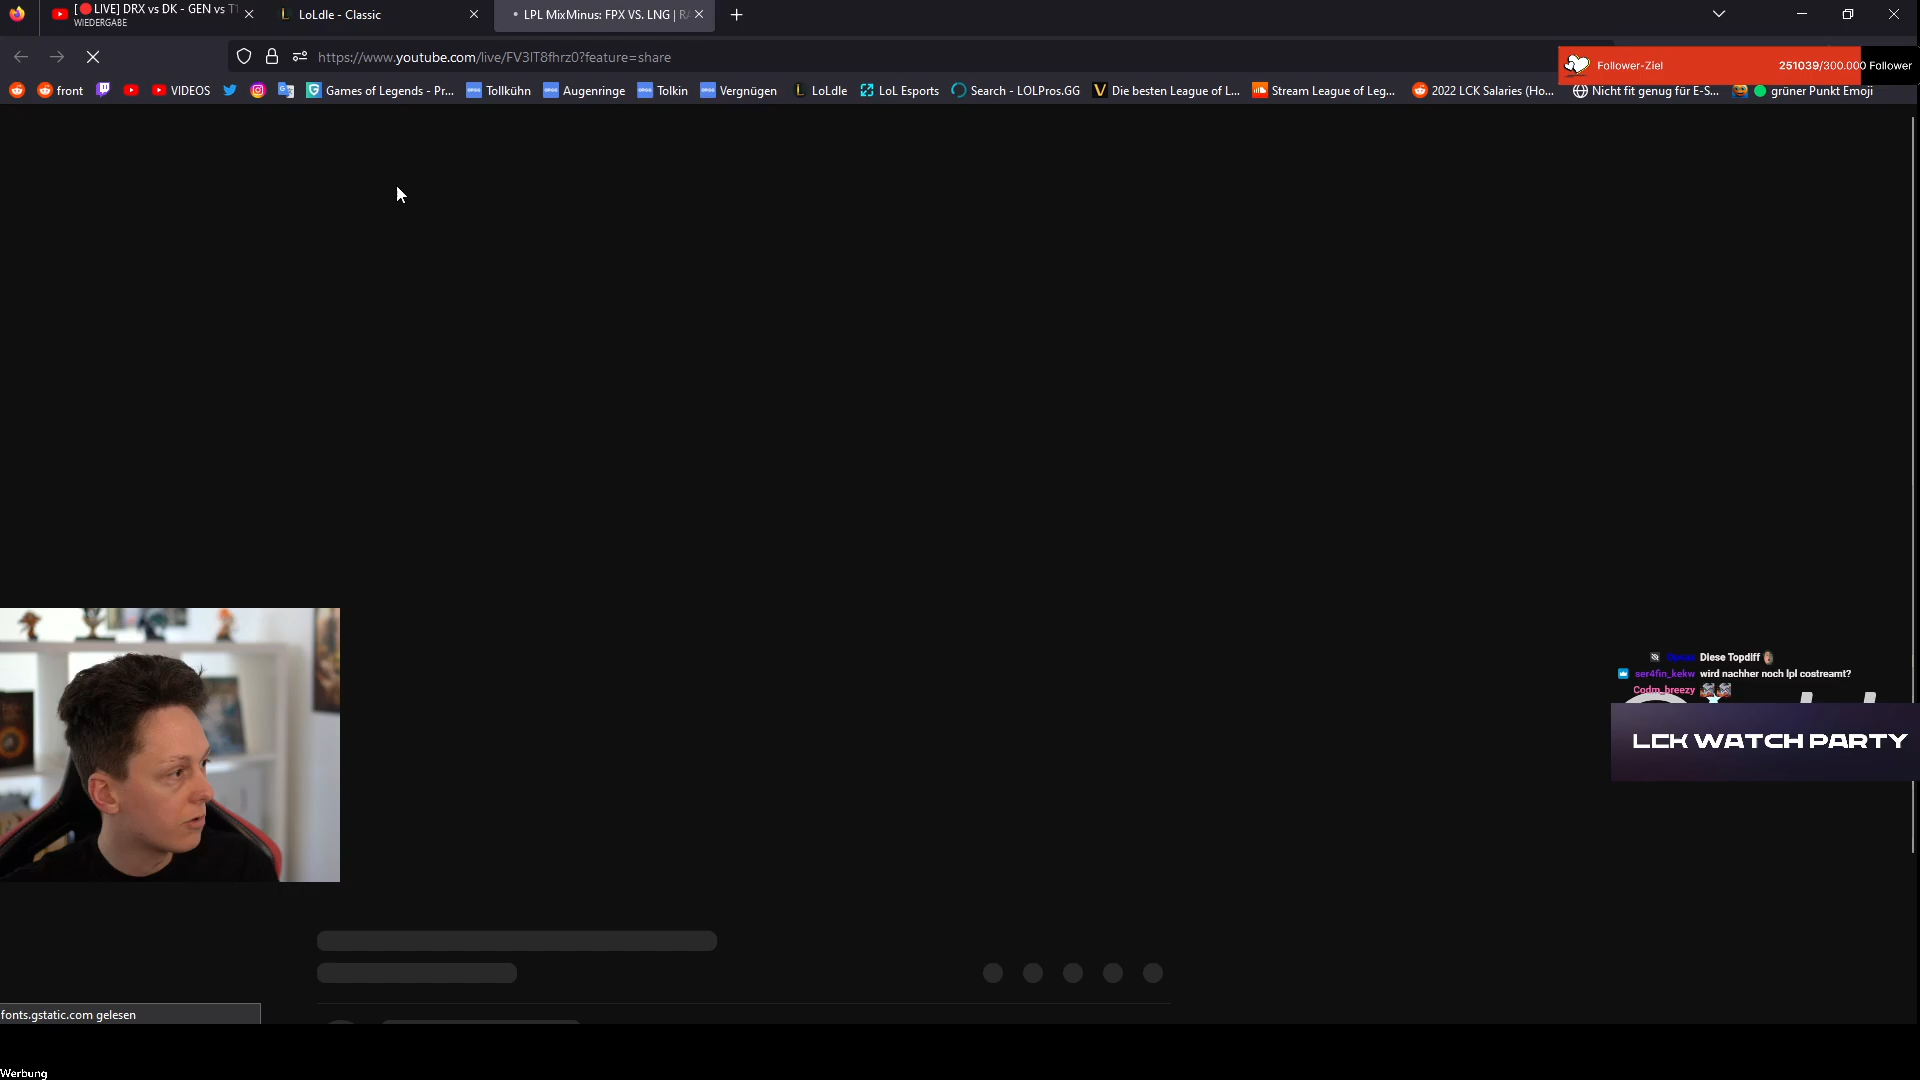 [🔴LIVE] DRX vs DK - GEN vs T1
WIEDERGABE
LoLdle - Classic
LPL MixMinus: FPX VS. LNG | RA
https://www.youtube.com/live/FV3lT8fhrz0?feature=share
Follower-Ziel
251039/300.000 Follower
front
VIDEOS
Games of Legends - Pr...
Tollkühn
Augenringe
Tolkin
Vergnügen
LoLdle
LoL Esports
Search - LOLPros.GG
Die besten League of L...
Stream League of Leg...
2022 LCK Salaries (Ho...
Nicht fit genug für E-S...
grüner Punkt Emoji
Diese Topdiff
ser4fin_kekw wird nachher noch lpl costreamt?
Codm_breezy
LCK WATCH PARTY
fonts.gstatic.com gelesen
Werbung